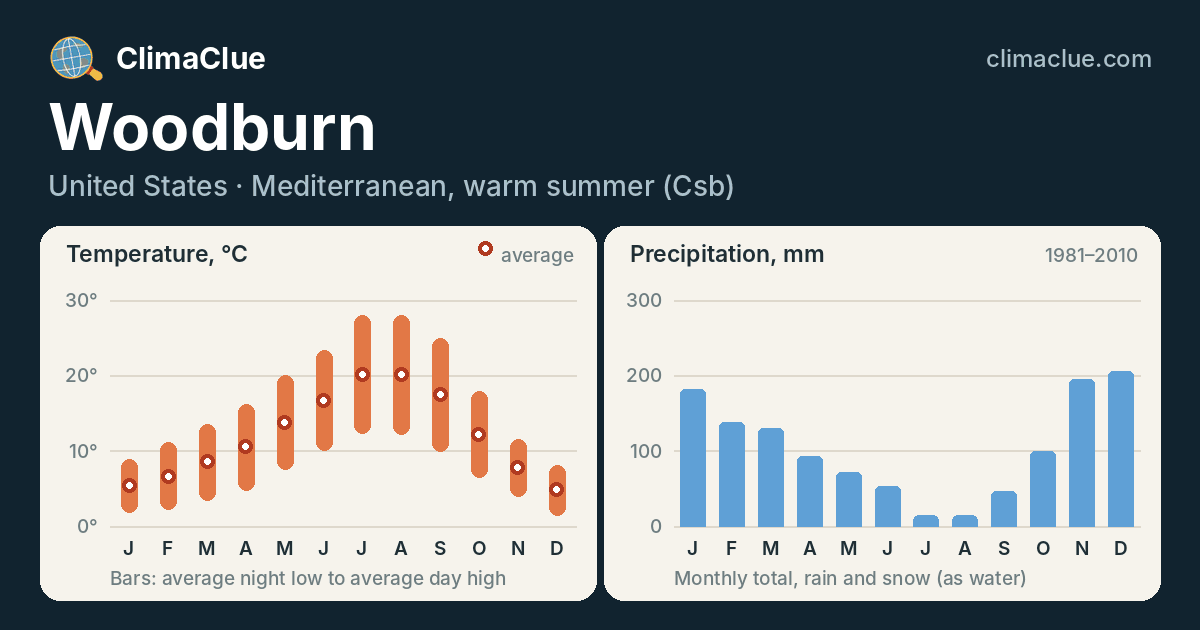 ClimaClue
climaclue.com
Woodburn
United States · Mediterranean, warm summer (Csb)
Temperature, °C
average
30°
20°
10°
0°
J F M A M J J A S O N D
Bars: average night low to average day high
Precipitation, mm
1981–2010
300
200
100
0
J F M A M J J A S O N D
Monthly total, rain and snow (as water)